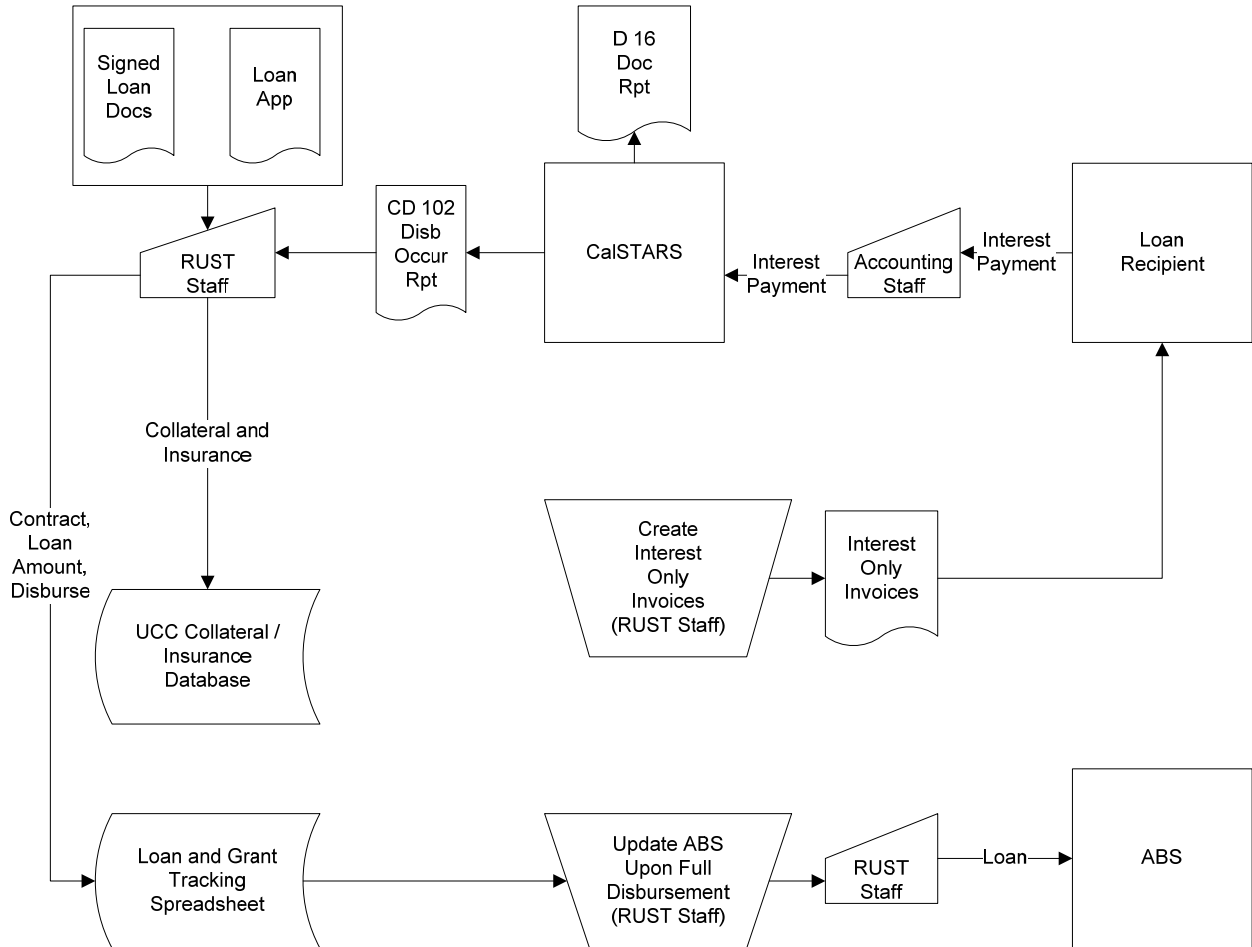 Signed
Loan
Docs
Loan
App
D 16
Doc
Rpt
CD 102
Disb
Occur
Rpt
RUST
Staff
CalSTARS
Interest
Payment
Accounting
Staff
Interest
Payment
Loan
Recipient
Collateral and
Insurance
Contract,
Loan
Amount,
Disburse
Create
Interest
Only
Invoices
(RUST Staff)
Interest
Only
Invoices
UCC Collateral /
Insurance
Database
Loan and Grant
Tracking
Spreadsheet
Update ABS
Upon Full
Disbursement
(RUST Staff)
RUST
Staff
Loan
ABS